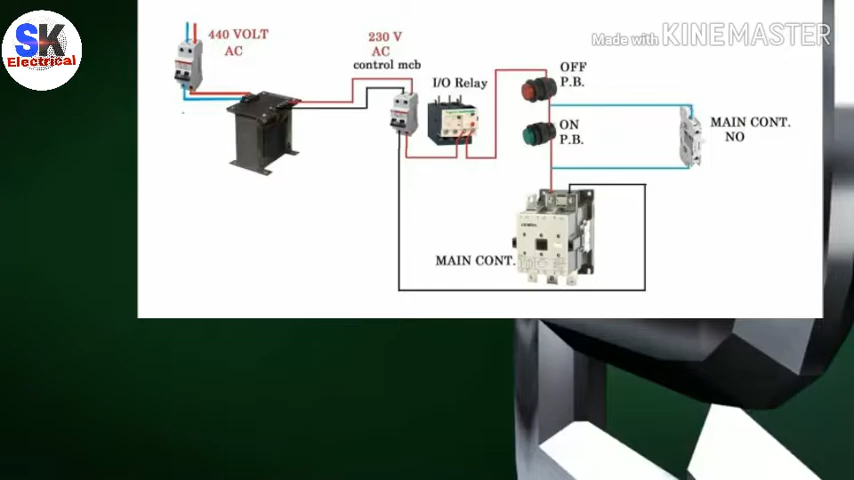 SK
Electrical
440 VOLT
AC
230 V
AC
control mcb
I/O Relay
OFF
P.B.
ON
P.B.
MAIN CONT.
NO
MAIN CONT.
Made with KINEMASTER